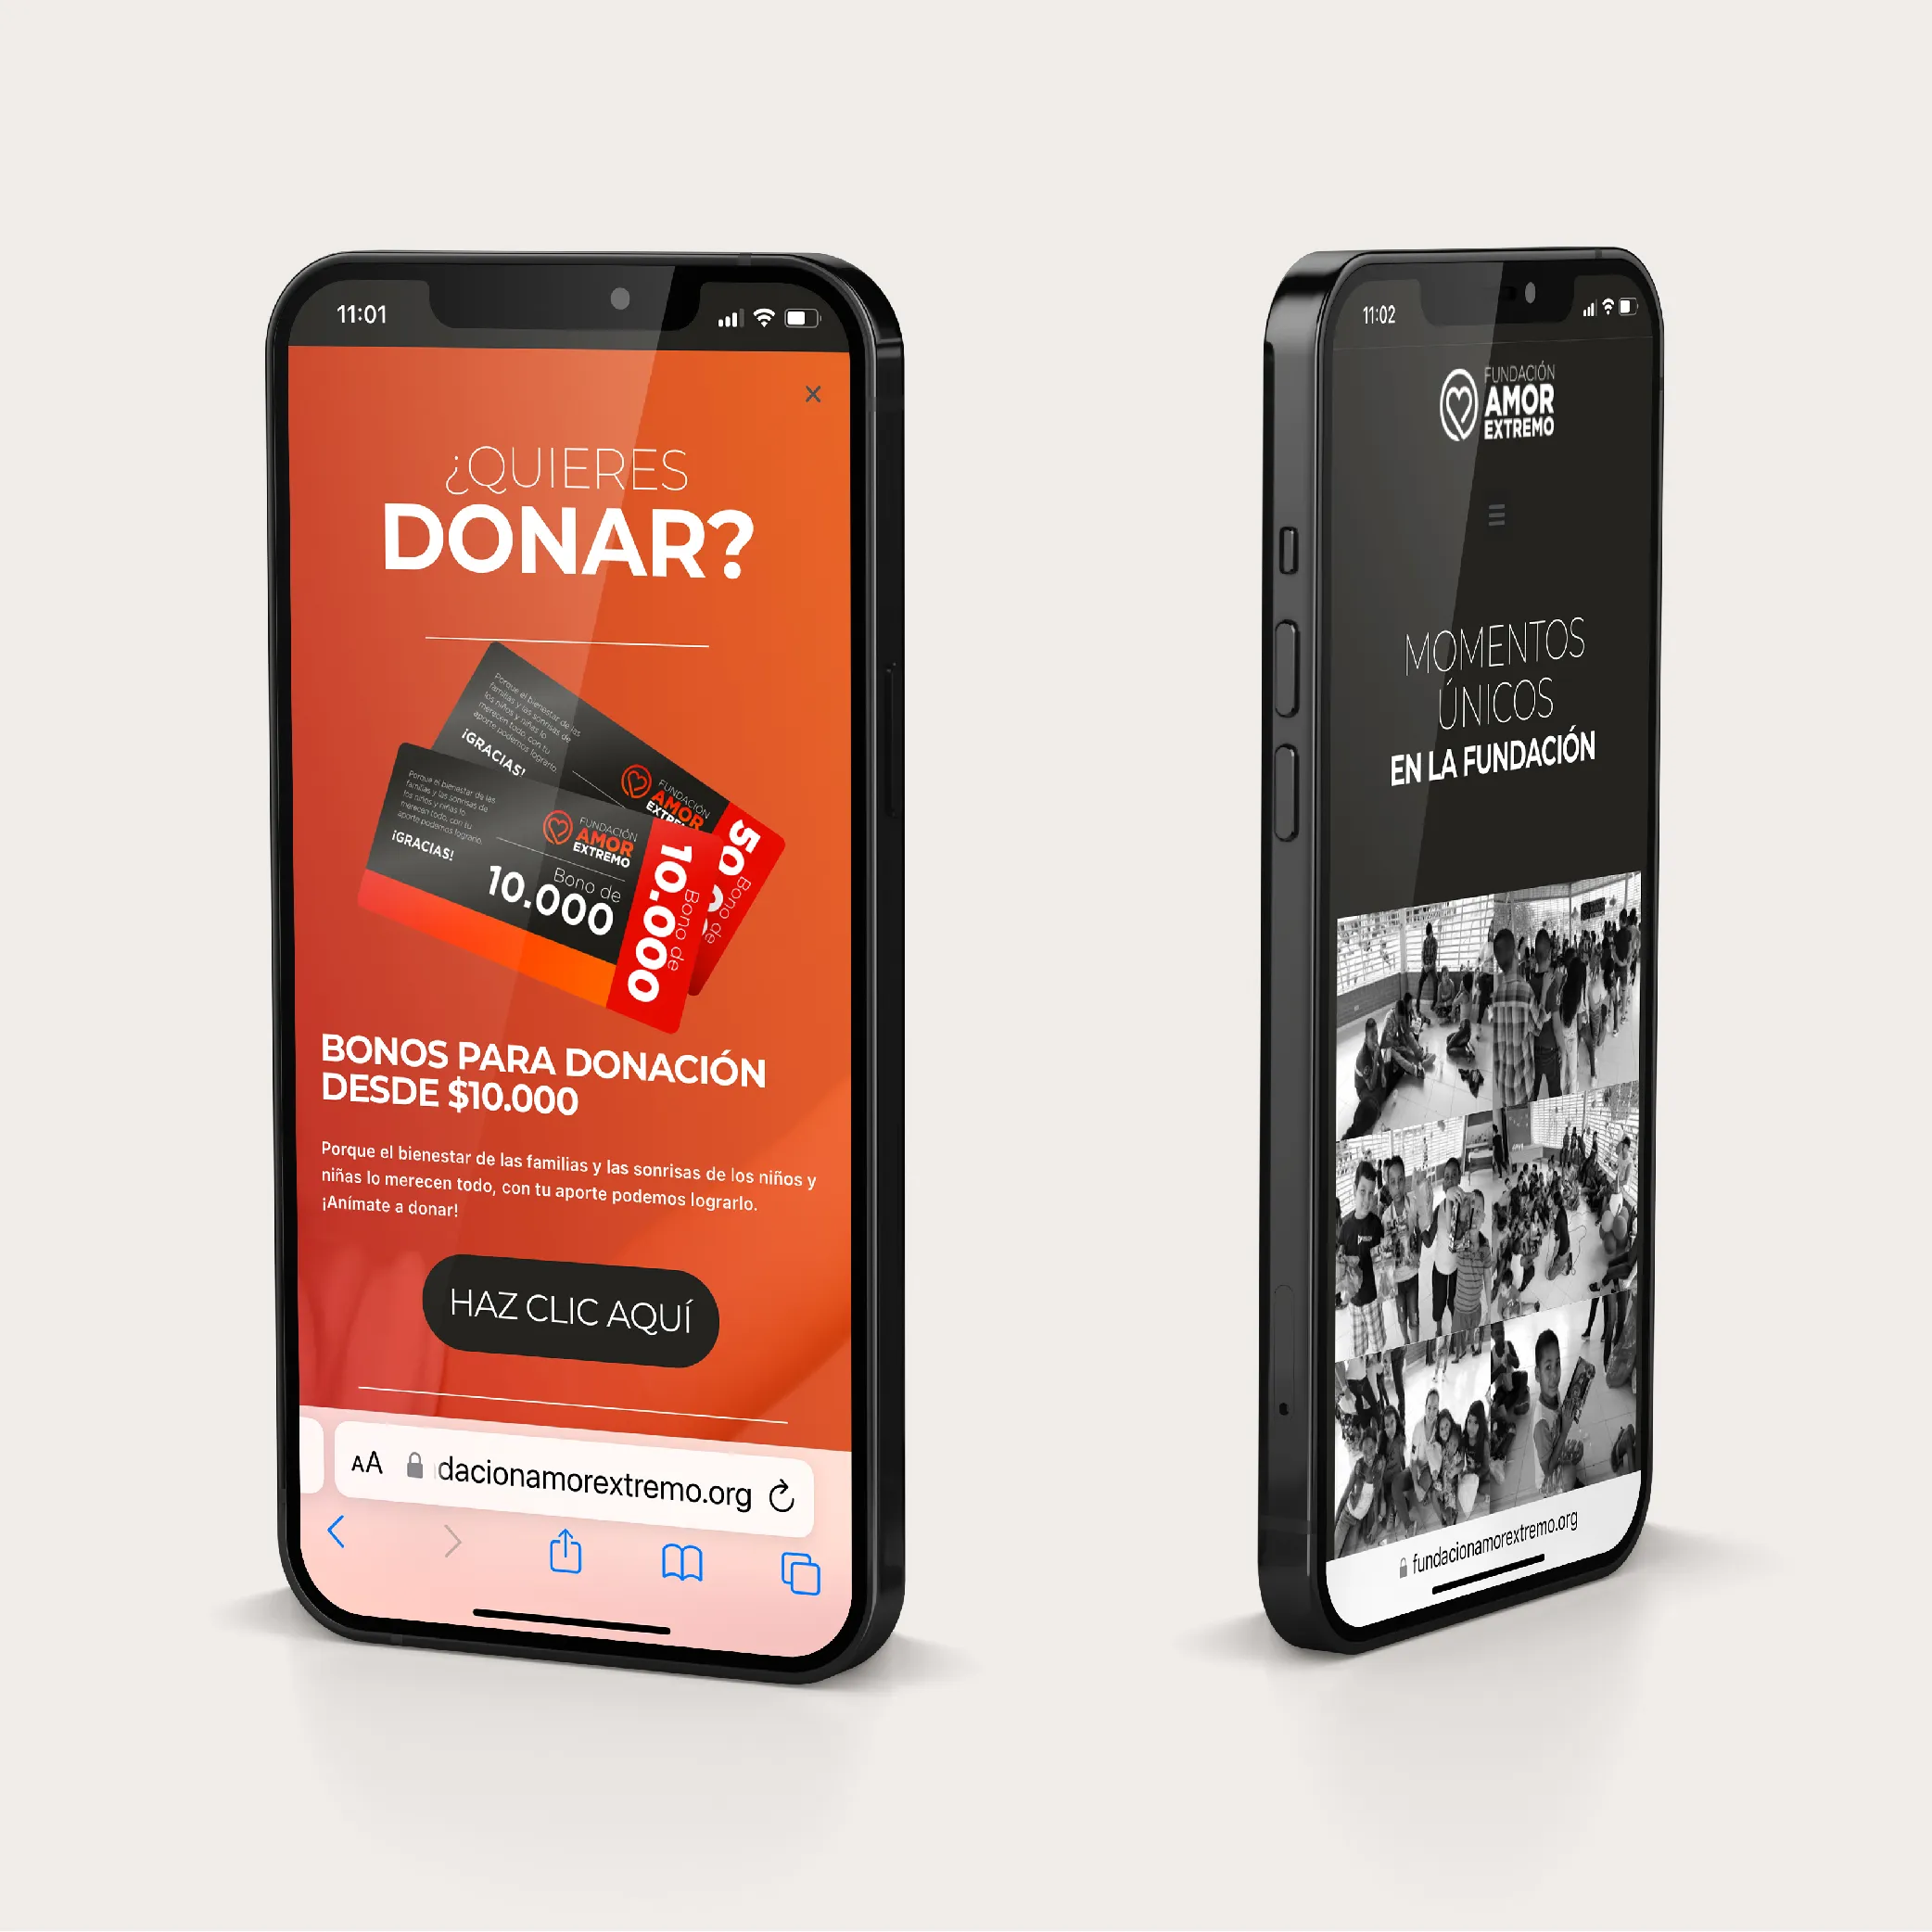 11:01
¿QUIERES
DONAR?
Porque el bienestar de las
familias y las sonrisas de
los niños y niñas lo
merecen todo, con tu
aporte podemos lograrlo.
¡GRACIAS!
FUNDACIÓN
AMOR
Bono de
Porque el bienestar de las
familias y las sonrisas de
los niños y niñas lo
merecen todo, con tu
aporte podemos lograrlo.
¡GRACIAS!
FUNDACIÓN
AMOR
EXTREMO
Bono de
10.000
Bono de
10.000
BONOS PARA DONACIÓN
DESDE $10.000
Porque el bienestar de las familias y las sonrisas de los niños y
niñas lo merecen todo, con tu aporte podemos lograrlo.
¡Anímate a donar!
HAZ CLIC AQUÍ
AA dacionamorextremo.org
11:02
FUNDACIÓN
AMOR
EXTREMO
MOMENTOS
ÚNICOS
EN LA FUNDACIÓN
fundacionamorextremo.org